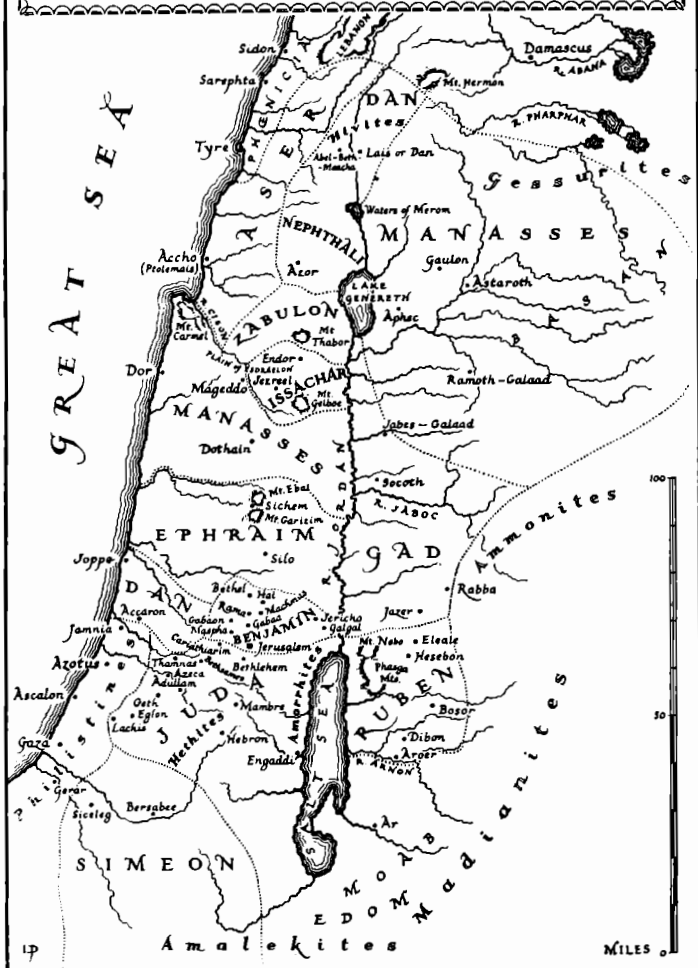 Sidon
LEBANON
Damascus
R. ABANA
Sarephta
PHŒNICIA
Mt. Hermon
DAN
Hivites
R. PHARPHAR
Tyre
ASER
Abel-Beth-
-Maacha
Lais or Dan
Gessurites
GREAT SEA
Waters of Merom
NEPHTHALI
MANASSES
Accho
(Ptolemais)
Azor
Gaulon
Astaroth
LAKE
GENERETH
BASAN
R. CISON
Mt.
Carmel
ZABULON
Mt
Thabor
Aphec
PLAIN of ESDRAELON
Endor
Dor
Jezreel
Mageddo
ISSACHAR
Mt.
Gelboe
Ramoth-Galaad
MANASSES
Jabes-Galaad
Dothain
R. JORDAN
Socoth
100
Mt. Ebal
Sichem
Mt. Garizim
R. JABOC
Ammonites
EPHRAIM
GAD
Joppe
Silo
DAN
Bethel
Hai
Rabba
Accaron
Rama
Machmas
Gabaon
Gabaa
Maspha
BENJAMIN
Jericho
Galgal
Jazer
Jamnia
Cariathiarim
Jerusalem
Mt. Nebo
Eleale
Azotus
Thamnas
Bethlehem
Hesebon
Azeca
Adullam
Phasga
Mts.
Ascalon
Philistines
JUDA
Mambre
Amorrhites
RUBEN
Geth
Eglon
Lachis
Hethites
Bosor
50
Gaza
Hebron
SALT SEA
Dibon
Engaddi
Aroer
R. ARNON
Gerar
Siceleg
Bersabee
Ar
SIMEON
MOAB
EDOM
Madianites
Amalekites
MILES 0